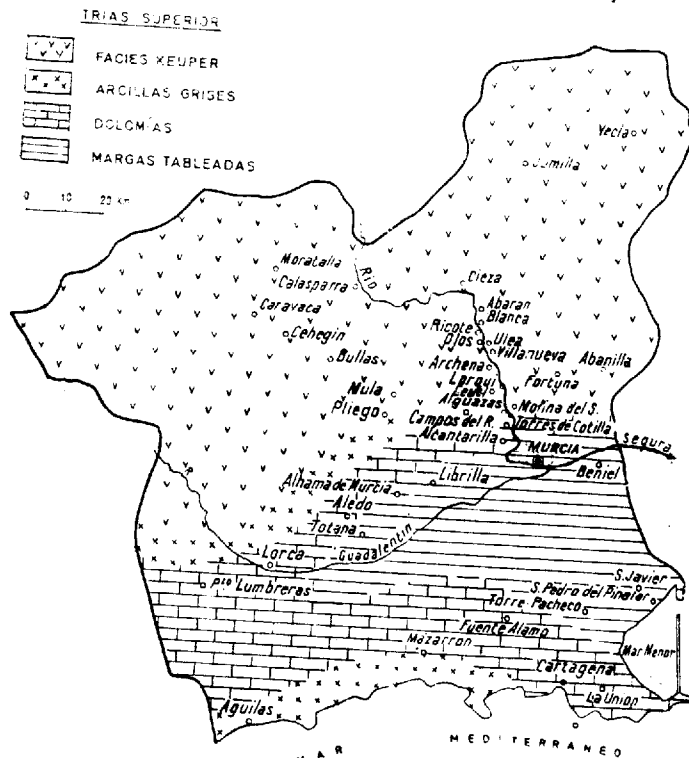 TRIAS SUPERIOR
FACIES KEUPER
ARCILLAS GRISES
DOLOMÍAS
MARGAS TABLEADAS
0 10 20 Km
Yecla
Jumilla
Moratalla
Río
Cieza
Calasparra
Abaran
Caravaca
Blanca
Ricote
Cehegin
Ojos
Ulea
Villanueva
Bullas
Archena
Abanilla
Lorqui
Fortuna
Mula
Alguazas
Pliego
Molina del S.
Campos del R.
Torres de Cotilla
Alcantarilla
MURCIA
Segura
Beniel
Librilla
Alhama de Murcia
Aledo
Totana
Guadalentin
Lorca
S. Javier
Pto Lumbreras
S. Pedro del Pinatar
Torre Pacheco
Fuente Alamo
Mazarron
Mar Menor
Cartagena
La Union
Aguilas
MAR MEDITERRANEO